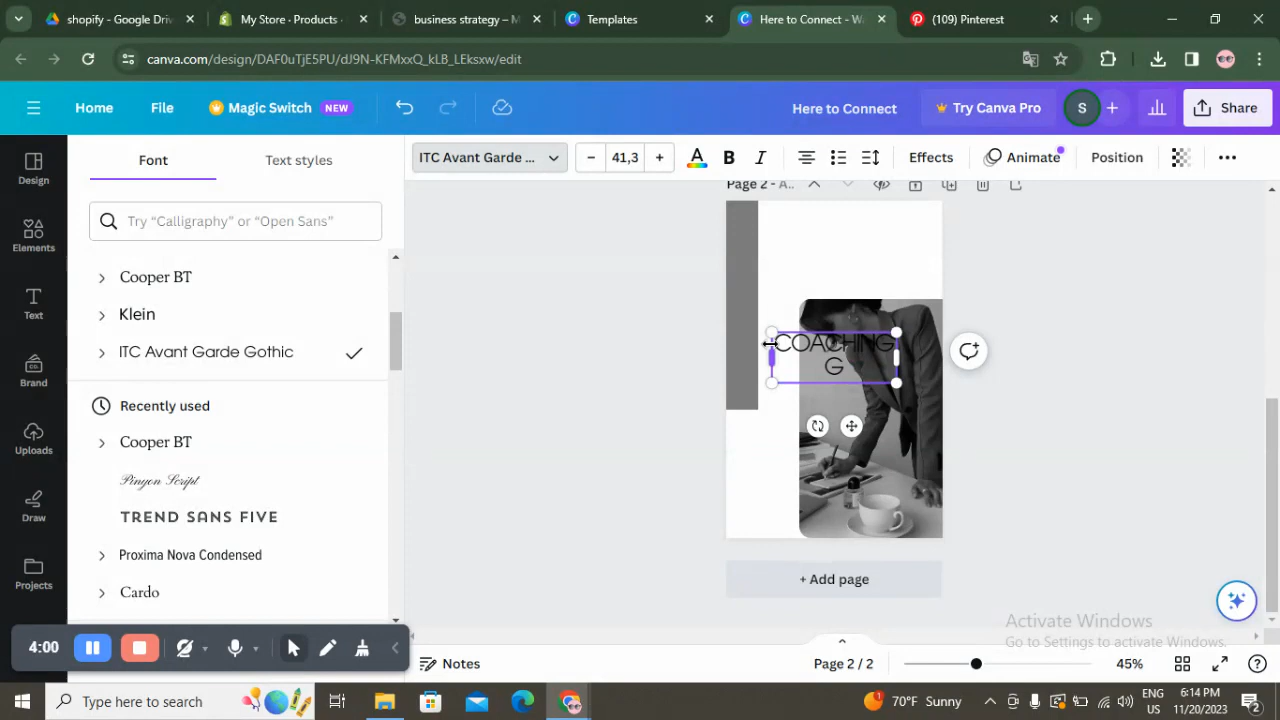 shopify - Google Driv
My Store · Products ·
business strategy – M
Templates
Here to Connect - Wa
(109) Pinterest
canva.com/design/DAF0uTjE5PU/dJ9N-KFMxxQ_kLB_LEksxw/edit
Home
File
Magic Switch
NEW
Here to Connect
Try Canva Pro
S
Share
Design
Elements
Text
Brand
Uploads
Draw
Projects
Font
Text styles
Try “Calligraphy” or “Open Sans”
Cooper BT
Klein
ITC Avant Garde Gothic
Recently used
Cooper BT
Pinyon Script
TREND SANS FIVE
Proxima Nova Condensed
Cardo
ITC Avant Garde ...
41,3
A
B
I
Effects
Animate
Position
Page 2 - A..
COACHING
G
+ Add page
Activate Windows
Go to Settings to activate Windows.
4:00
Notes
Page 2 / 2
45%
Type here to search
1
70°F Sunny
ENG
US
6:14 PM
11/20/2023
2